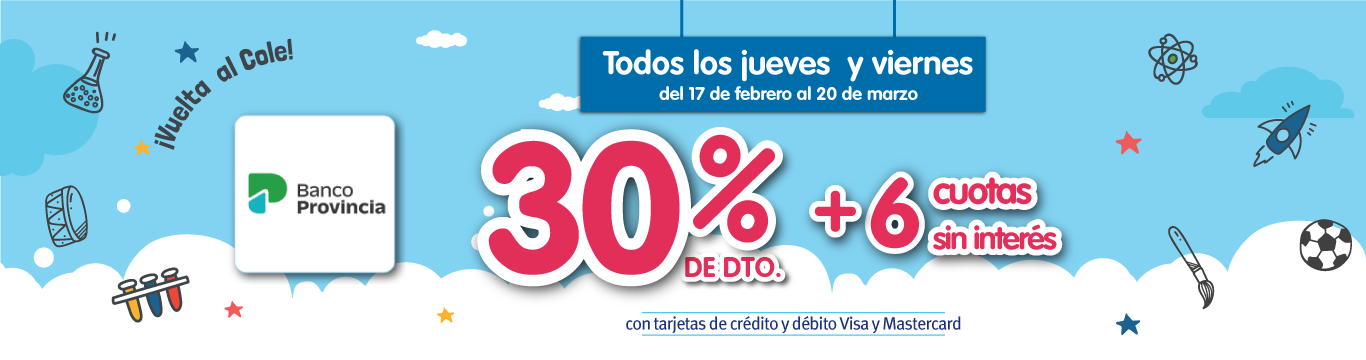 ¡Vuelta al Cole!
Todos los jueves y viernes
del 17 de febrero al 20 de marzo
Banco
Provincia
30%
DE DTO.
+6 cuotas
sin interés
con tarjetas de crédito y débito Visa y Mastercard